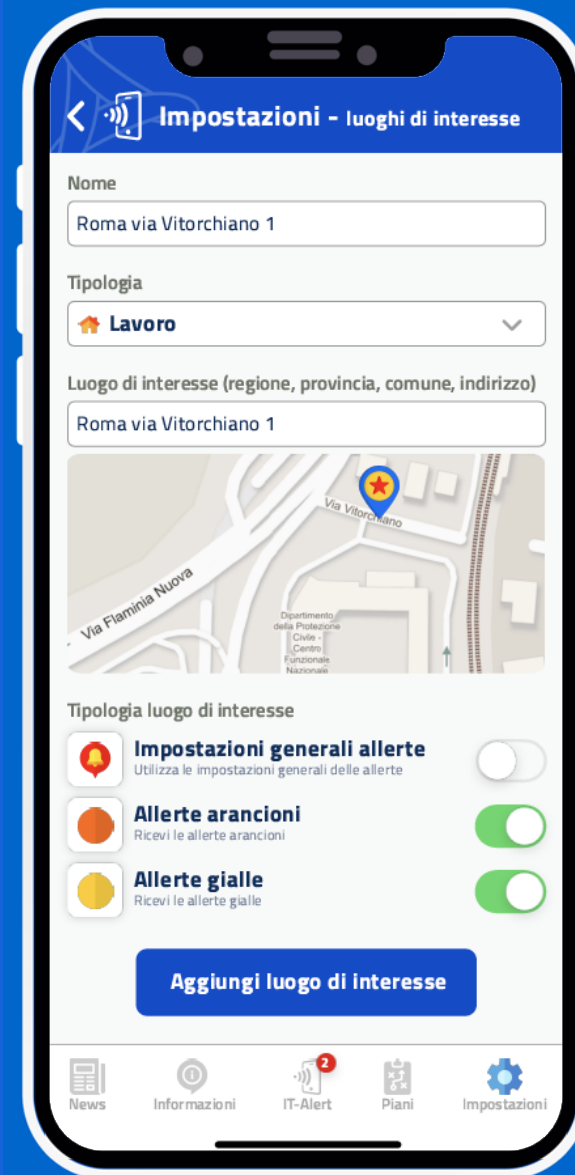 Impostazioni - luoghi di interesse
Nome
Roma via Vitorchiano 1
Tipologia
Lavoro
Luogo di interesse (regione, provincia, comune, indirizzo)
Roma via Vitorchiano 1
Via Vitorchiano
Via Flaminia Nuova
Dipartimento
della Protezione
Civile -
Centro
Funzionale
Nazionale
Tipologia luogo di interesse
Impostazioni generali allerte
Utilizza le impostazioni generali delle allerte
Allerte arancioni
Ricevi le allerte arancioni
Allerte gialle
Ricevi le allerte gialle
Aggiungi luogo di interesse
2
News
Informazioni
IT-Alert
Piani
Impostazioni